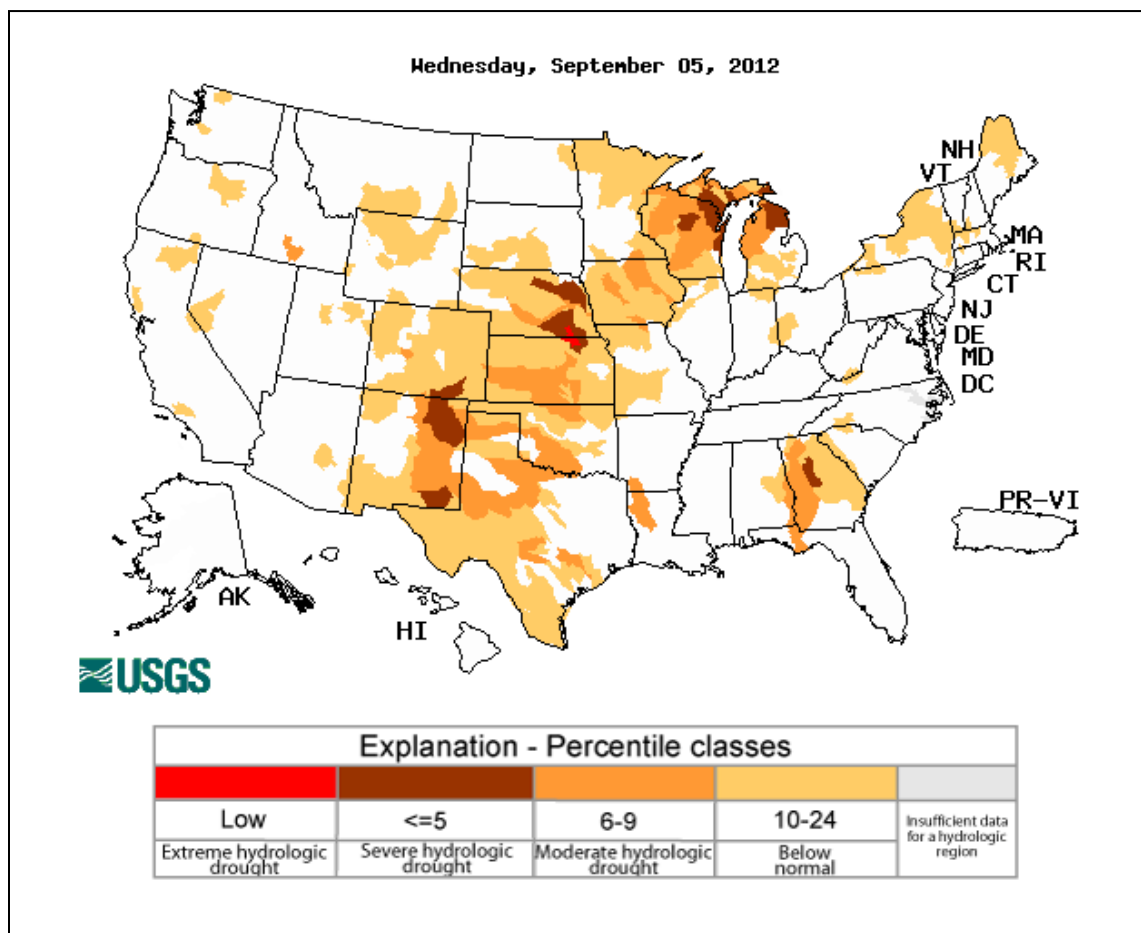 Wednesday, September 05, 2012
NH
VT
MA
RI
CT
NJ
DE
MD
DC
PR-VI
AK
HI
USGS
Explanation - Percentile classes
Low
<=5
6-9
10-24
Insufficient data
for a hydrologic
region
Extreme hydrologic
drought
Severe hydrologic
drought
Moderate hydrologic
drought
Below
normal